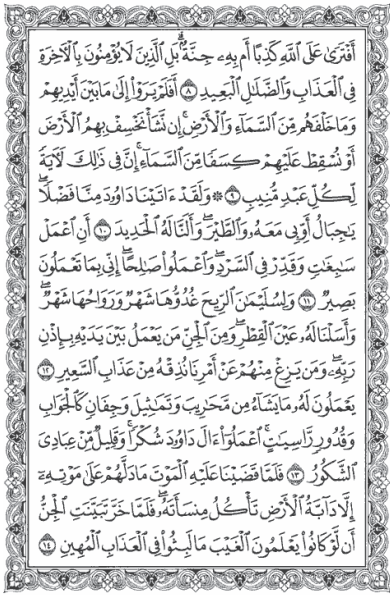 أَفْتَرَىٰ عَلَى ٱللَّهِ كَذِبًا أَم بِهِۦ جِنَّةٌۢ ۗ بَلِ ٱلَّذِينَ لَا يُؤْمِنُونَ بِٱلْأَخِرَةِ
فِى ٱلْعَذَابِ وَٱلضَّلَٰلِ ٱلْبَعِيدِ ٨ أَفَلَمْ يَرَوْا۟ إِلَىٰ مَا بَيْنَ أَيْدِيهِمْ
وَمَا خَلْفَهُم مِّنَ ٱلسَّمَآءِ وَٱلْأَرْضِ ۚ إِن نَّشَأْ نَخْسِفْ بِهِمُ ٱلْأَرْضَ
أَوْ نُسْقِطْ عَلَيْهِمْ كِسَفًا مِّنَ ٱلسَّمَآءِ ۚ إِنَّ فِى ذَٰلِكَ لَأَيَةً
لِّكُلِّ عَبْدٍ مُّنِيبٍ ٩ ۞ وَلَقَدْ ءَاتَيْنَا دَاوُۥدَ مِنَّا فَضْلًا ۖ
يَٰجِبَالُ أَوِّبِى مَعَهُۥ وَٱلطَّيْرَ ۖ وَأَلَنَّا لَهُ ٱلْحَدِيدَ ١٠ أَنِ ٱعْمَلْ
سَٰبِغَٰتٍ وَقَدِّرْ فِى ٱلسَّرْدِ ۖ وَٱعْمَلُوا۟ صَٰلِحًا ۖ إِنِّى بِمَا تَعْمَلُونَ
بَصِيرٌ ١١ وَلِسُلَيْمَٰنَ ٱلرِّيحَ غُدُوُّهَا شَهْرٌ وَرَوَاحُهَا شَهْرٌ ۖ
وَأَسَلْنَا لَهُۥ عَيْنَ ٱلْقِطْرِ ۖ وَمِنَ ٱلْجِنِّ مَن يَعْمَلُ بَيْنَ يَدَيْهِ بِإِذْنِ
رَبِّهِۦ ۖ وَمَن يَزِغْ مِنْهُمْ عَنْ أَمْرِنَا نُذِقْهُ مِنْ عَذَابِ ٱلسَّعِيرِ ١٢
يَعْمَلُونَ لَهُۥ مَا يَشَآءُ مِن مَّحَٰرِيبَ وَتَمَٰثِيلَ وَجِفَانٍ كَٱلْجَوَابِ
وَقُدُورٍ رَّاسِيَٰتٍ ۚ ٱعْمَلُوٓا۟ ءَالَ دَاوُۥدَ شُكْرًا ۚ وَقَلِيلٌ مِّنْ عِبَادِىَ
ٱلشَّكُورُ ١٣ فَلَمَّا قَضَيْنَا عَلَيْهِ ٱلْمَوْتَ مَا دَلَّهُمْ عَلَىٰ مَوْتِهِۦٓ
إِلَّا دَآبَّةُ ٱلْأَرْضِ تَأْكُلُ مِنسَأَتَهُۥ ۖ فَلَمَّا خَرَّ تَبَيَّنَتِ ٱلْجِنُّ
أَن لَّوْ كَانُوا۟ يَعْلَمُونَ ٱلْغَيْبَ مَا لَبِثُوا۟ فِى ٱلْعَذَابِ ٱلْمُهِينِ ١٤